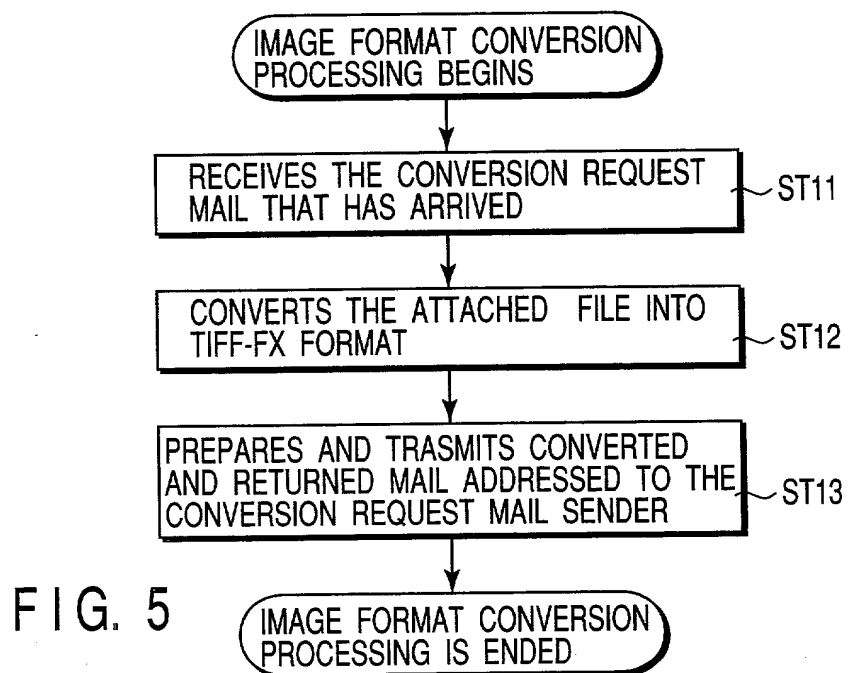 IMAGE FORMAT CONVERSION
PROCESSING BEGINS
RECEIVES THE CONVERSION REQUEST
MAIL THAT HAS ARRIVED
ST11
CONVERTS THE ATTACHED FILE INTO
TIFF-FX FORMAT
ST12
PREPARES AND TRASMITS CONVERTED
AND RETURNED MAIL ADDRESSED TO THE
CONVERSION REQUEST MAIL SENDER
ST13
IMAGE FORMAT CONVERSION
PROCESSING IS ENDED
FIG. 5